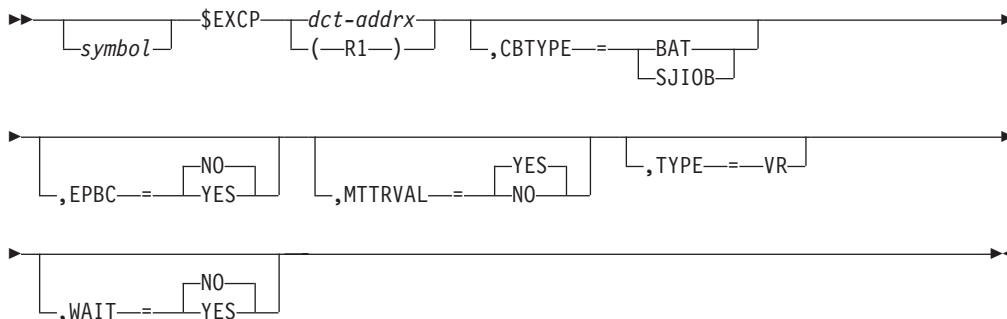 $EXCP dct-addrx
symbol (R1) ,CBTYPE = BAT
SJIOB
NO YES ,TYPE = VR
,EPBC = YES ,MTTRVAL = NO
NO
,WAIT = YES